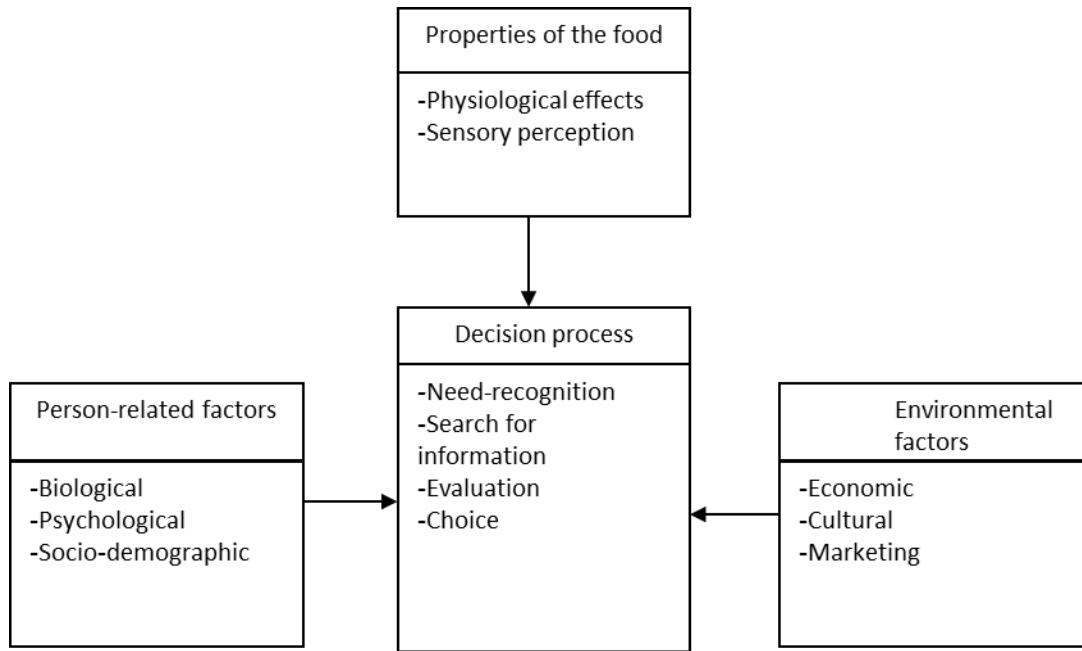 Properties of the food
-Physiological effects
-Sensory perception
Decision process
-Need-recognition
-Search for
information
-Evaluation
-Choice
Person-related factors
-Biological
-Psychological
-Socio-demographic
Environmental
factors
-Economic
-Cultural
-Marketing